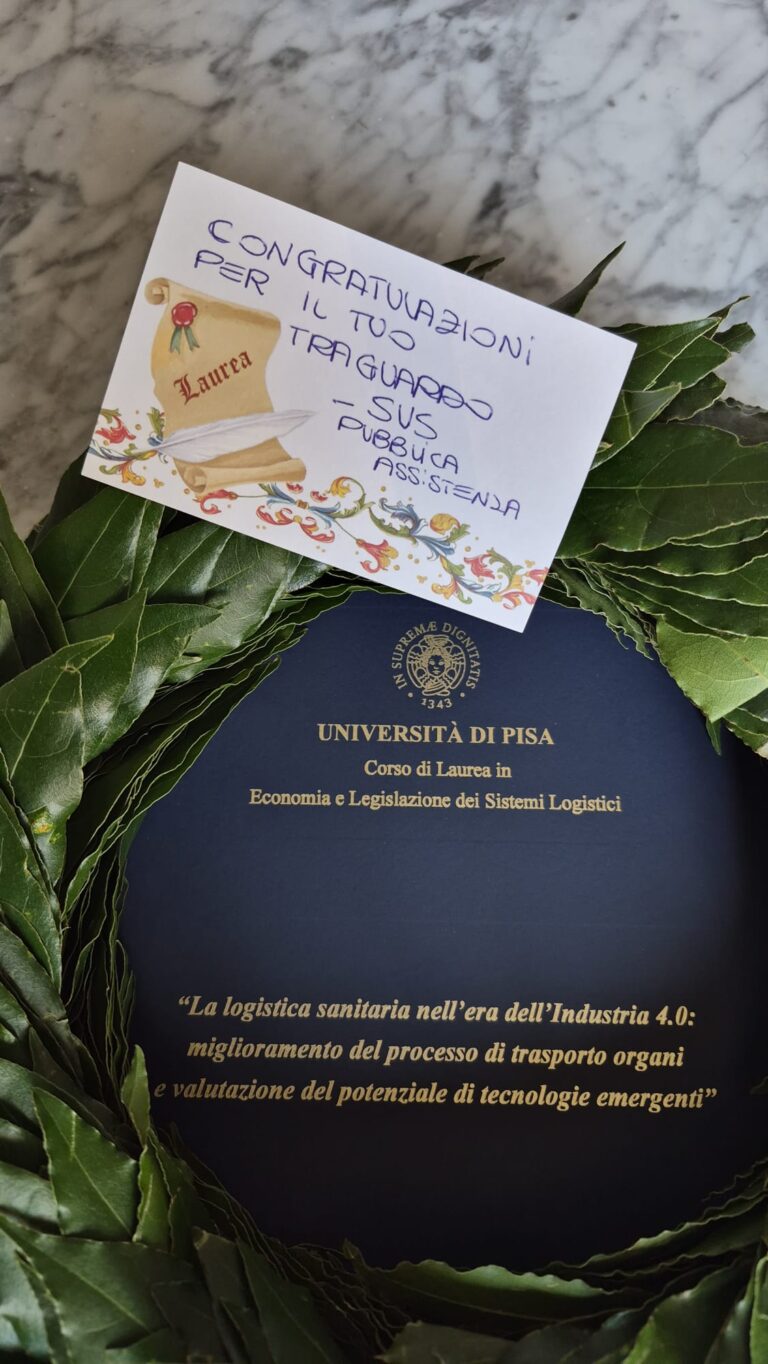 CONGRATULAZIONI
PER IL TUO
TRAGUARDO
- SVS
PUBBLICA
ASSISTENZA
Laurea
IN SUPREMÆ DIGNITATIS
· 1343 ·
UNIVERSITÀ DI PISA
Corso di Laurea in
Economia e Legislazione dei Sistemi Logistici
“La logistica sanitaria nell’era dell’Industria 4.0:
miglioramento del processo di trasporto organi
e valutazione del potenziale di tecnologie emergenti”